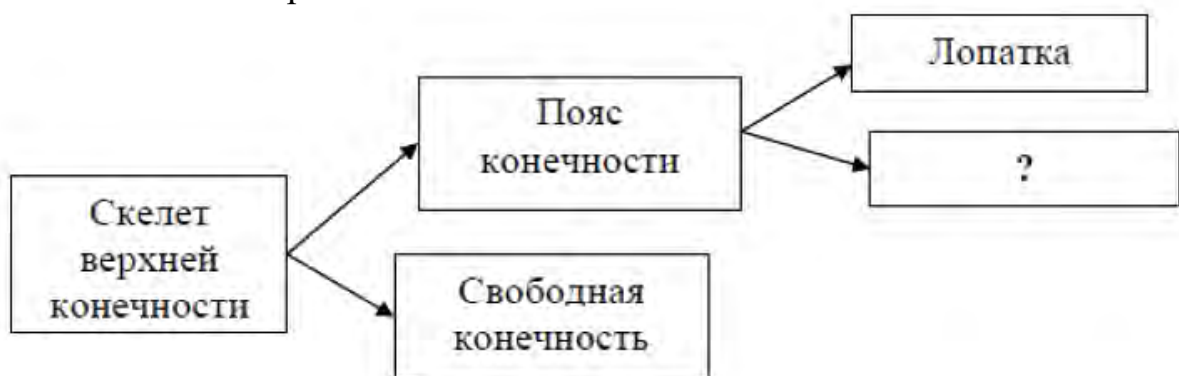 Лопатка
Пояс
конечности
?
Скелет
верхней
конечности
Свободная
конечность